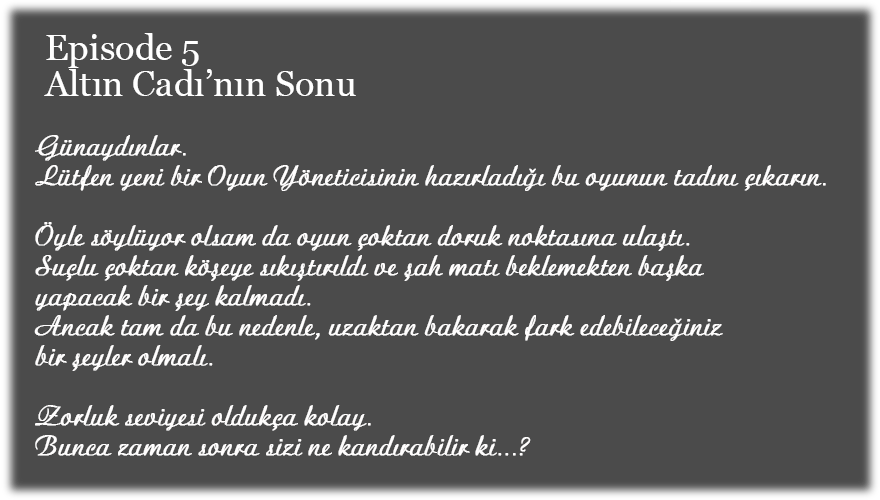 Episode 5
Altın Cadı’nın Sonu
Günaydınlar.
Lütfen yeni bir Oyun Yöneticisinin hazırladığı bu oyunun tadını çıkarın.
Öyle söylüyor olsam da oyun çoktan doruk noktasına ulaştı.
Suçlu çoktan köşeye sıkıştırıldı ve şah matı beklemekten başka
yapacak bir şey kalmadı.
Ancak tam da bu nedenle, uzaktan bakarak fark edebileceğiniz
bir şeyler olmalı.
Zorluk seviyesi oldukça kolay.
Bunca zaman sonra sizi ne kandırabilir ki...?